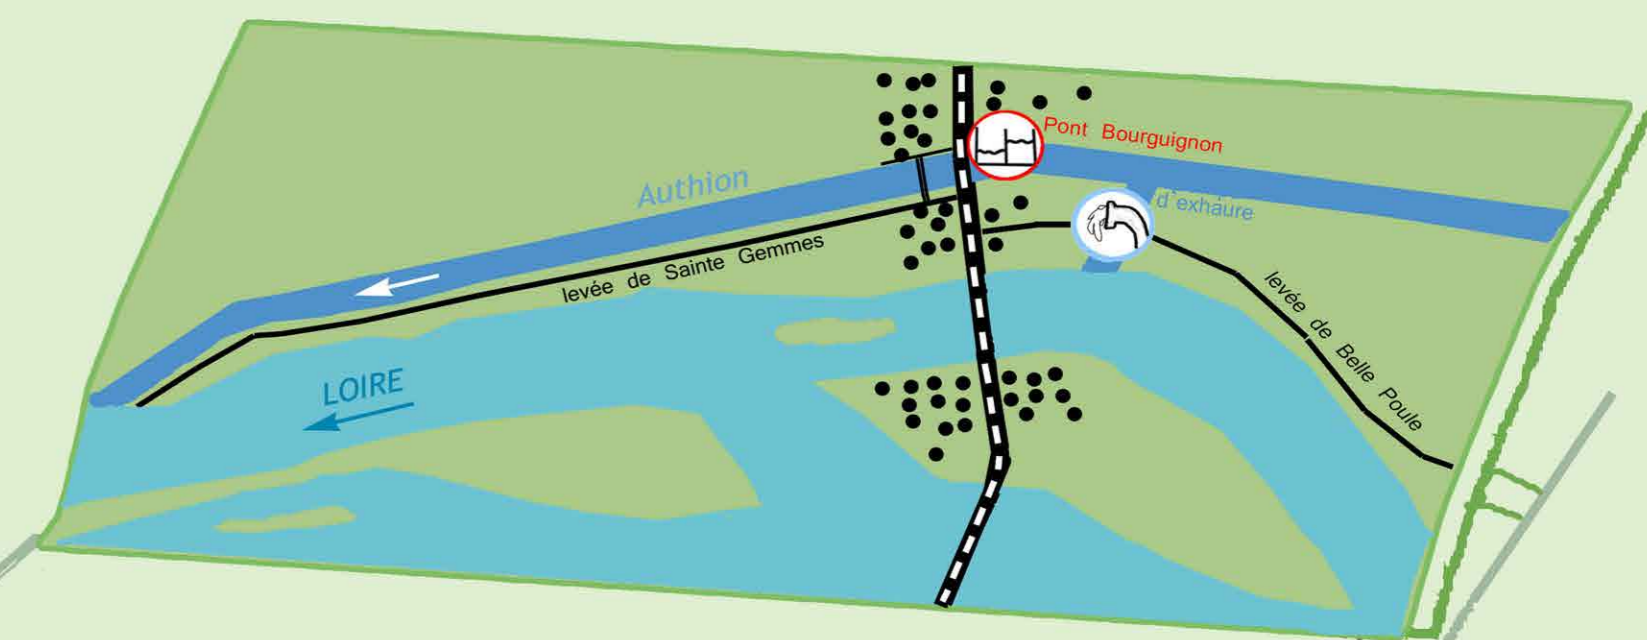 Pont Bourguignon
Authion
d'exhaure
levée de Sainte Gemmes
levée de Belle Poule
LOIRE